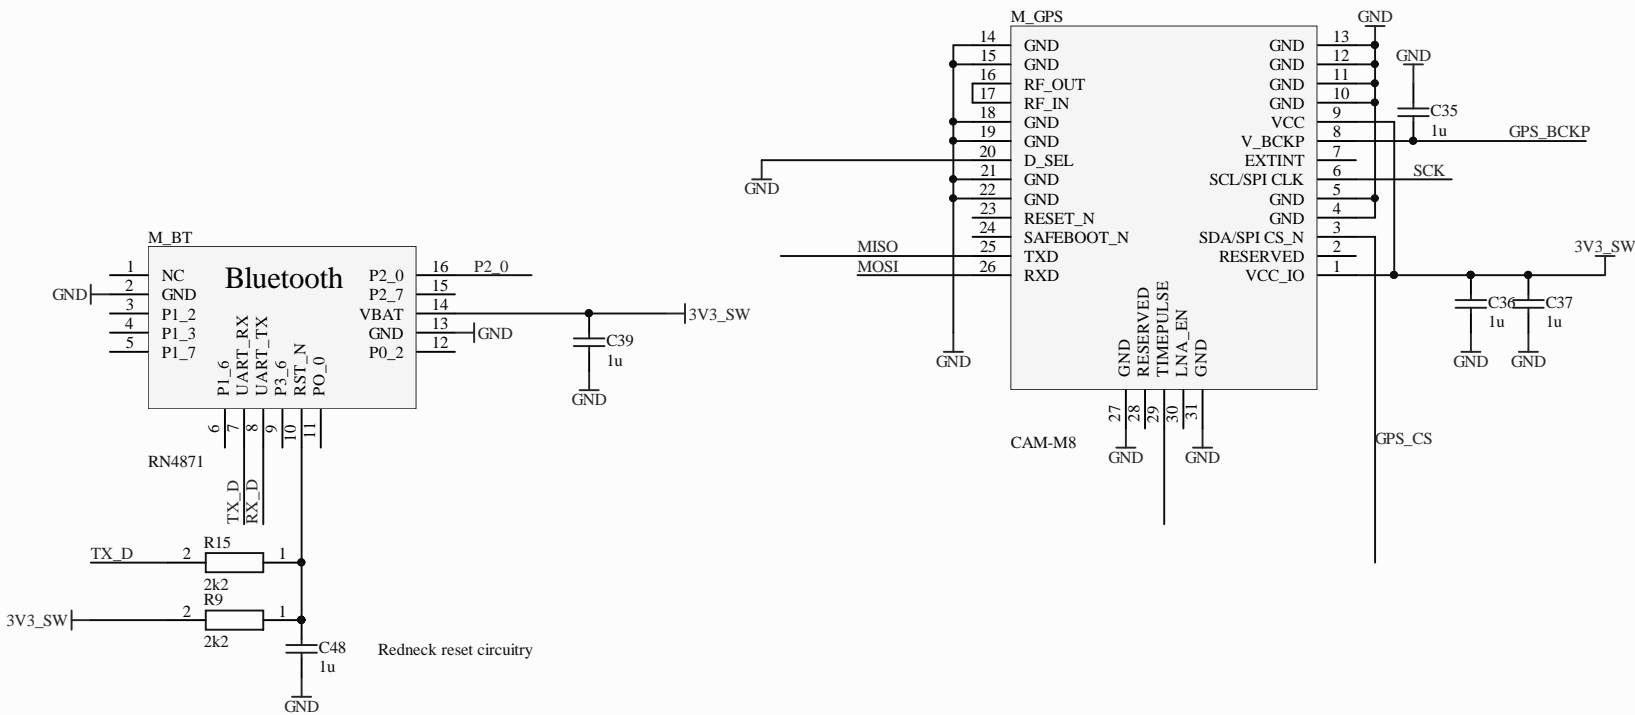 M_BT
Bluetooth
1 NC
2 GND
GND
3 P1_2
4 P1_3
5 P1_7
P2_0 16 P2_0
P2_7 15
VBAT 14
3V3_SW
GND 13 GND
P0_2 12
P1_6 6
UART_RX 7
UART_TX 8
P3_6 9
RST_N 10
PO_0 11
RN4871
TX_D
RX_D
C39
1u
GND
TX_D 2 R15 1
2k2
3V3_SW 2 R9 1
2k2
C48
1u
GND
Redneck reset circuitry
M_GPS
14 GND
15 GND
16 RF_OUT
17 RF_IN
18 GND
19 GND
20 D_SEL
GND
21 GND
22 GND
23 RESET_N
24 SAFEBOOT_N
MISO 25 TXD
MOSI 26 RXD
GND
GND
GND 13
GND 12
GND 11
GND 10
VCC 9
V_BCKP 8
EXTINT 7
SCL/SPI CLK 6
GND 5
GND 4
SDA/SPI CS_N 3
RESERVED 2
VCC_IO 1
GND
C35
1u
GPS_BCKP
SCK
3V3_SW
C36
1u
GND
C37
1u
GND
GND 27
RESERVED 28
TIMEPULSE 29
LNA_EN 30
GND 31
GND
GND
CAM-M8
GPS_CS